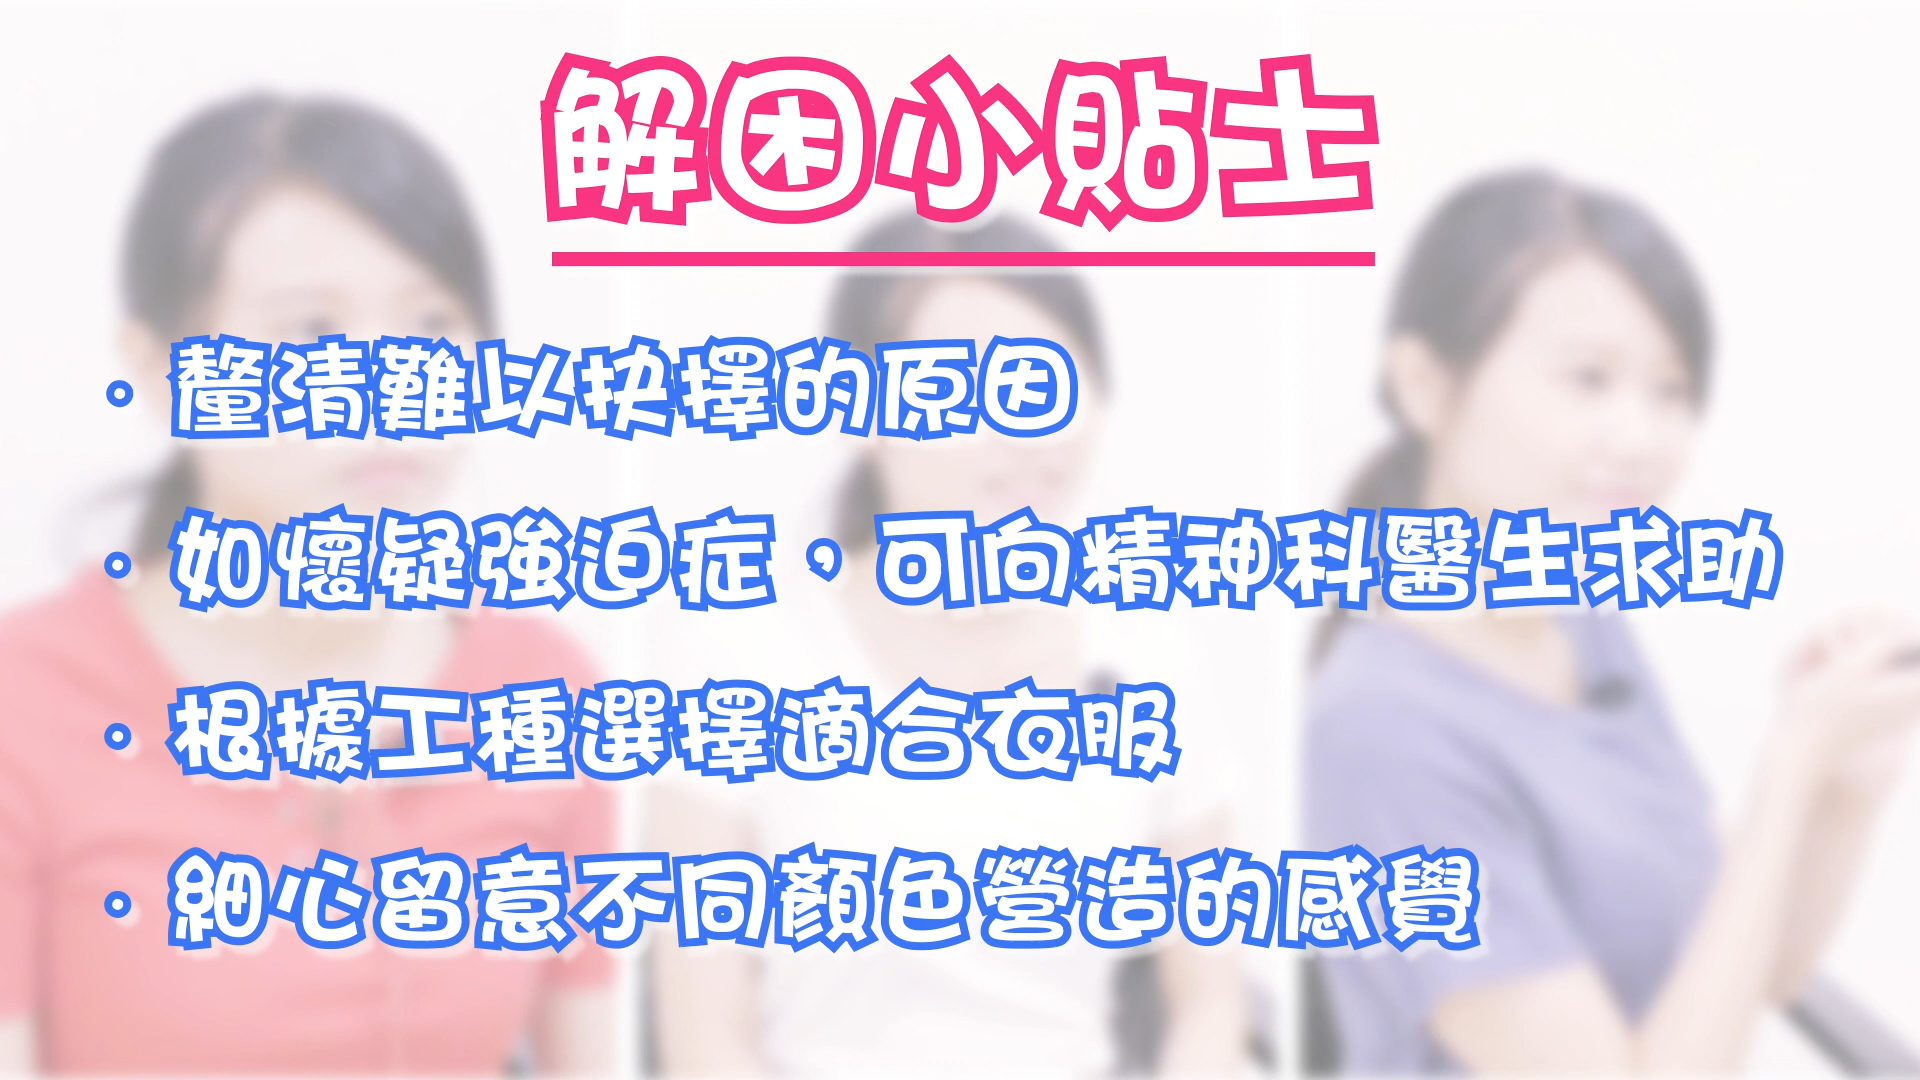 解困小貼士
• 釐清難以抉擇的原因
• 如懷疑強迫症，可向精神科醫生求助
• 根據工種選擇適合衣服
• 細心留意不同顏色營造的感覺